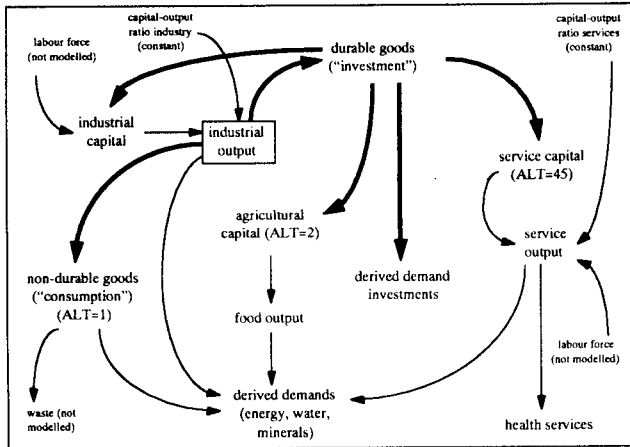 capital-output
ratio industry
(constant)
capital-output
ratio services
(constant)
labour force
(not modelled)
durable goods
("investment")
industrial
capital
industrial
output
service capital
(ALT=45)
agricultural
capital (ALT=2)
service
output
non-durable goods
("consumption")
(ALT=1)
derived demand
investments
food output
labour force
(not modelled)
waste (not
modelled)
derived demands
(energy, water,
minerals)
health services